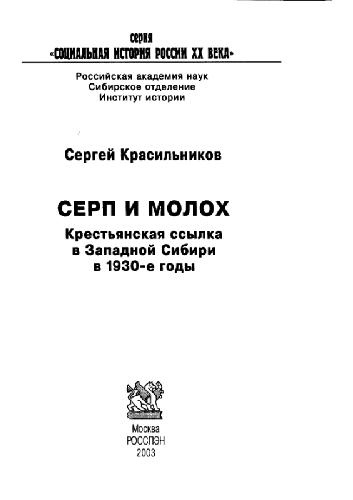 серия
«СОЦИАЛЬНАЯ ИСТОРИЯ РОССИИ XX ВЕКА»
Российская академия наук
Сибирское отделение
Институт истории
Сергей Красильников
СЕРП И МОЛОХ
Крестьянская ссылка
в Западной Сибири
в 1930-е годы
Москва
РОССПЭН
2003